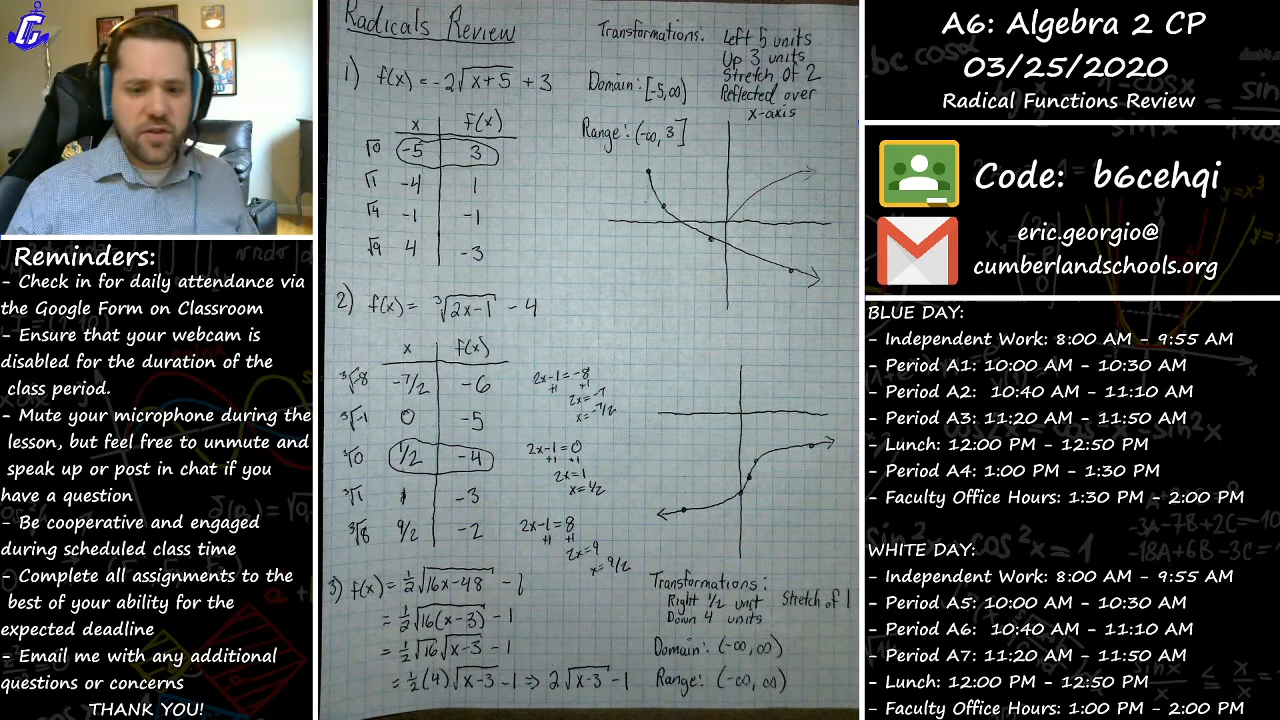 C
Radicals Review
Transformations: Left 5 units
Up 3 units
Stretch of 2
Reflected over
x-axis
1) f(x) = -2√(x+5) + 3
Domain: [-5,∞)
Range: (-∞, 3]
x f(x)
√0 -5 3
√1 -4 1
√4 -1 -1
√9 4 -3
2) f(x) = ³√(2x-1) - 4
x f(x)
³√-8 -7/2 -6
³√-1 0 -5
³√0 1/2 -4
³√1 1 -3
³√8 9/2 -2
2x-1=-8
+1 +1
2x=-7
x=-7/2
2x-1=0
+1 +1
2x=1
x=1/2
2x-1=8
+1 +1
2x=9
x=9/2
3) f(x) = ½√(16x-48) - 1
= ½√(16(x-3)) - 1
= ½√16√(x-3) - 1
= ½(4)√(x-3) - 1 ⇒ 2√(x-3) - 1
Transformations:
Right 1/2 unit Stretch of 1
Down 4 units
Domain: (-∞,∞)
Range: (-∞,∞)
Reminders:
- Check in for daily attendance via
the Google Form on Classroom
- Ensure that your webcam is
disabled for the duration of the
class period.
- Mute your microphone during the
lesson, but feel free to unmute and
speak up or post in chat if you
have a question
- Be cooperative and engaged
during scheduled class time
- Complete all assignments to the
best of your ability for the
expected deadline
- Email me with any additional
questions or concerns
THANK YOU!
A6: Algebra 2 CP
03/25/2020
Radical Functions Review
Code: b6cehqi
eric.georgio@
cumberlandschools.org
BLUE DAY:
- Independent Work: 8:00 AM - 9:55 AM
- Period A1: 10:00 AM - 10:30 AM
- Period A2: 10:40 AM - 11:10 AM
- Period A3: 11:20 AM - 11:50 AM
- Lunch: 12:00 PM - 12:50 PM
- Period A4: 1:00 PM - 1:30 PM
- Faculty Office Hours: 1:30 PM - 2:00 PM
WHITE DAY:
- Independent Work: 8:00 AM - 9:55 AM
- Period A5: 10:00 AM - 10:30 AM
- Period A6: 10:40 AM - 11:10 AM
- Period A7: 11:20 AM - 11:50 AM
- Lunch: 12:00 PM - 12:50 PM
- Faculty Office Hours: 1:00 PM - 2:00 PM